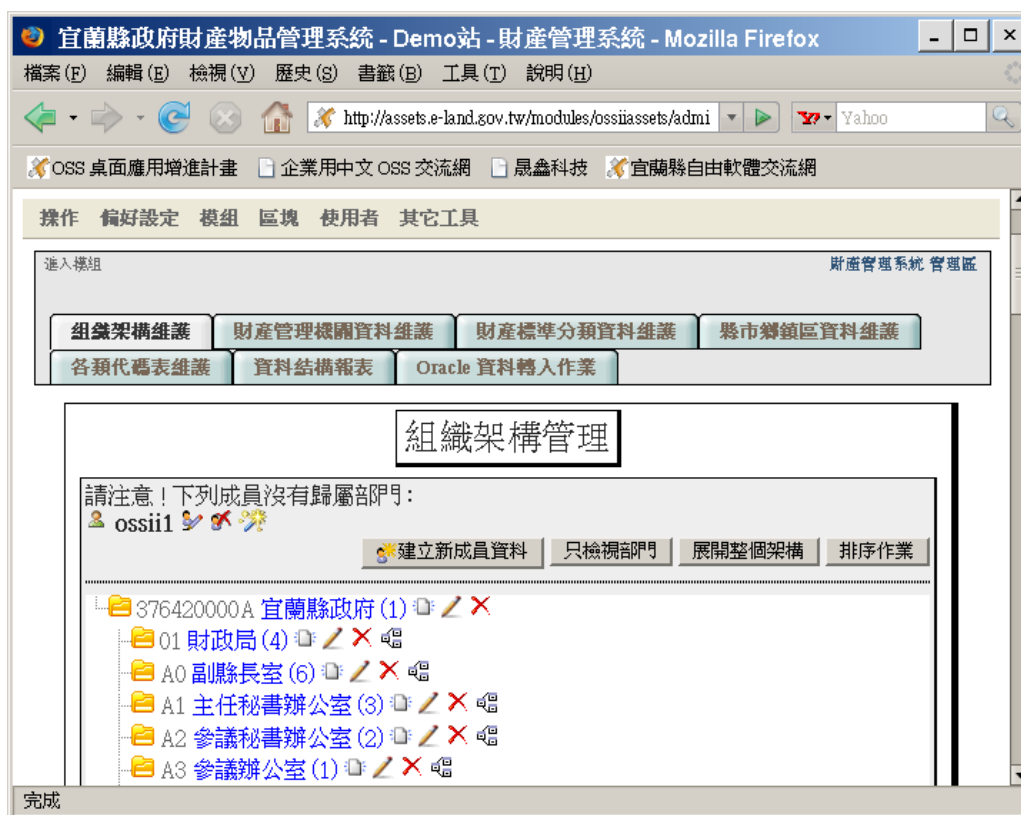 宜蘭縣政府財產物品管理系統 - Demo站 - 財產管理系統 - Mozilla Firefox
檔案(F) 編輯(E) 檢視(V) 歷史(S) 書籤(B) 工具(T) 說明(H)
http://assets.e-land.gov.tw/modules/ossiiassets/admi Yahoo
OSS 桌面應用增進計畫 企業用中文 OSS 交流網 晟鑫科技 宜蘭縣自由軟體交流網
操作 偏好設定 模組 區塊 使用者 其它工具
進入模組 財產管理系統 管理區
組織架構維護 財產管理機關資料維護 財產標準分類資料維護 縣市鄉鎮區資料維護
各類代碼表維護 資料結構報表 Oracle 資料轉入作業
組織架構管理
請注意!下列成員沒有歸屬部門:
ossii1
建立新成員資料 只檢視部門 展開整個架構 排序作業
376420000A 宜蘭縣政府(1)
01 財政局(4)
A0 副縣長室(6)
A1 主任秘書辦公室(3)
A2 參議秘書辦公室(2)
A3 參議辦公室(1)
完成